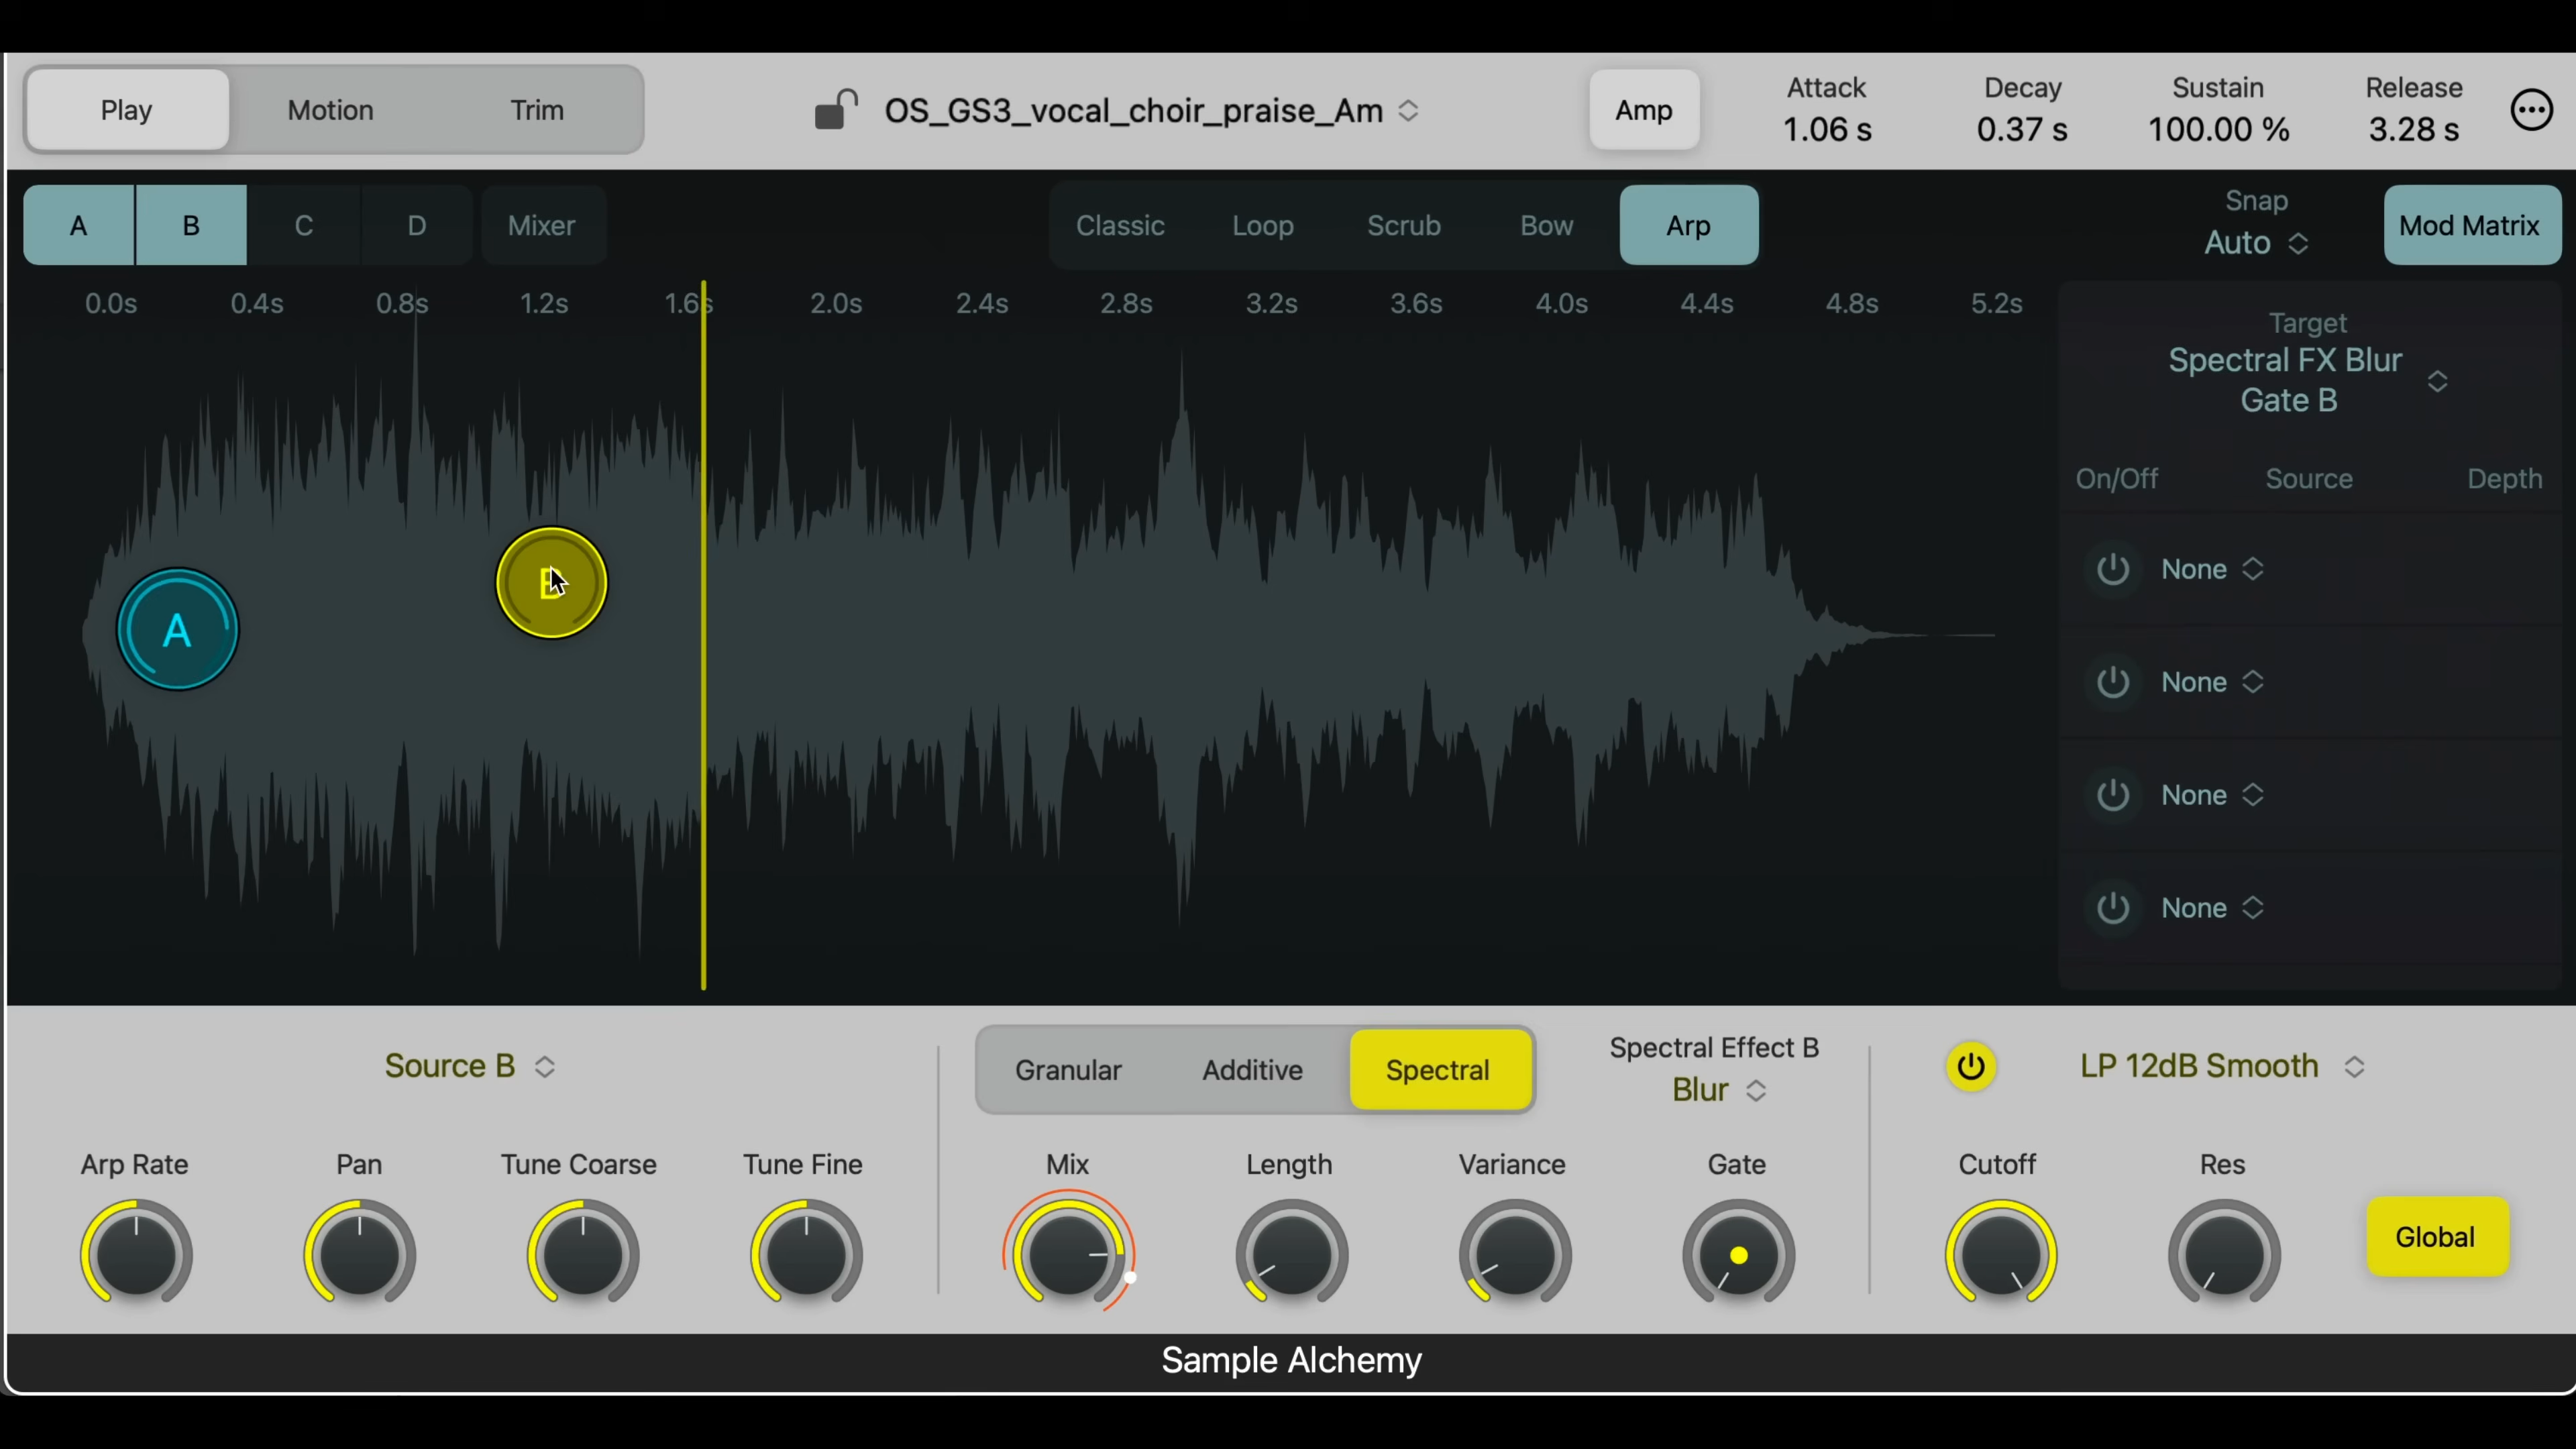 Play Motion Trim
OS_GS3_vocal_choir_praise_Am
Amp
Attack
1.06 s
Decay
0.37 s
Sustain
100.00 %
Release
3.28 s
A B C D Mixer
Classic Loop Scrub Bow Arp
Snap
Auto
Mod Matrix
0.0s 0.4s 0.8s 1.2s 1.6s 2.0s 2.4s 2.8s 3.2s 3.6s 4.0s 4.4s 4.8s 5.2s
A
B
Target
Spectral FX Blur
Gate B
On/Off Source Depth
None
None
None
None
Source B
Arp Rate Pan Tune Coarse Tune Fine
Granular Additive Spectral
Spectral Effect B
Blur
Mix Length Variance Gate
LP 12dB Smooth
Cutoff Res
Global
Sample Alchemy